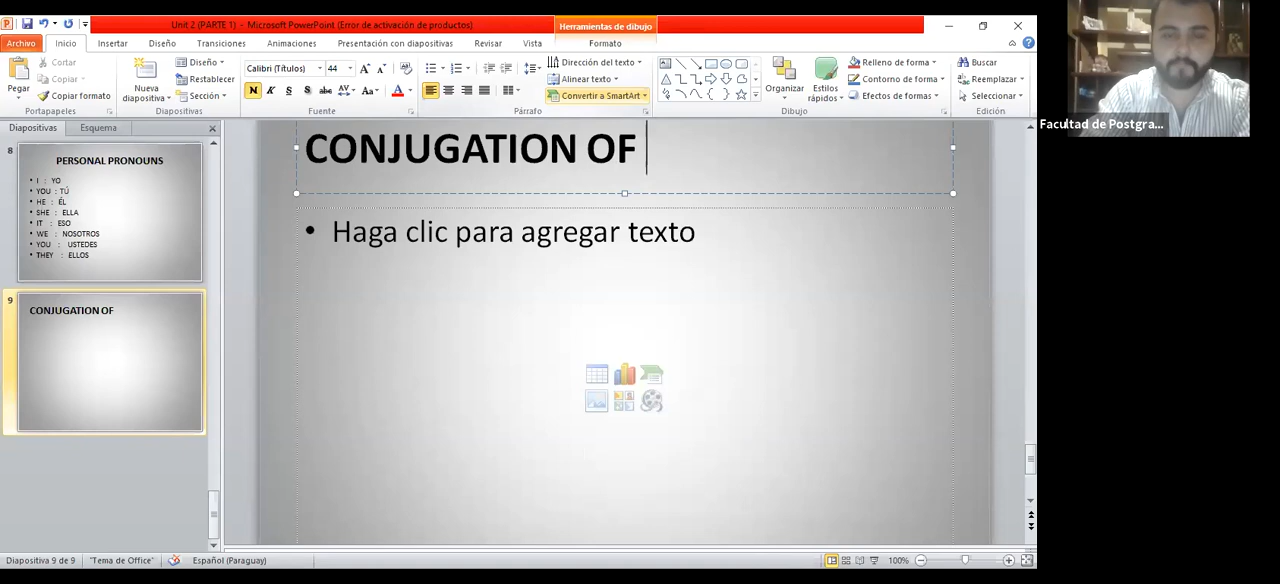 Unit 2 (PARTE 1) - Microsoft PowerPoint (Error de activación de productos)
Herramientas de dibujo
Archivo Inicio Insertar Diseño Transiciones Animaciones Presentación con diapositivas Revisar Vista Formato
Pegar
Cortar
Copiar
Copiar formato
Portapapeles
Nueva diapositiva
Diseño
Restablecer
Sección
Diapositivas
Calibri (Títulos) 44
N K S S abc AV Aa A
Fuente
Dirección del texto
Alinear texto
Convertir a SmartArt
Párrafo
Organizar
Estilos rápidos
Relleno de forma
Contorno de forma
Efectos de formas
Dibujo
Buscar
Reemplazar
Seleccionar
Edición
Diapositivas Esquema
8
PERSONAL PRONOUNS
• I : YO
• YOU : TÚ
• HE : ÉL
• SHE : ELLA
• IT : ESO
• WE : NOSOTROS
• YOU : USTEDES
• THEY : ELLOS
9
CONJUGATION OF
CONJUGATION OF
• Haga clic para agregar texto
Facultad de Postgra...
Diapositiva 9 de 9 "Tema de Office" Español (Paraguay) 100%